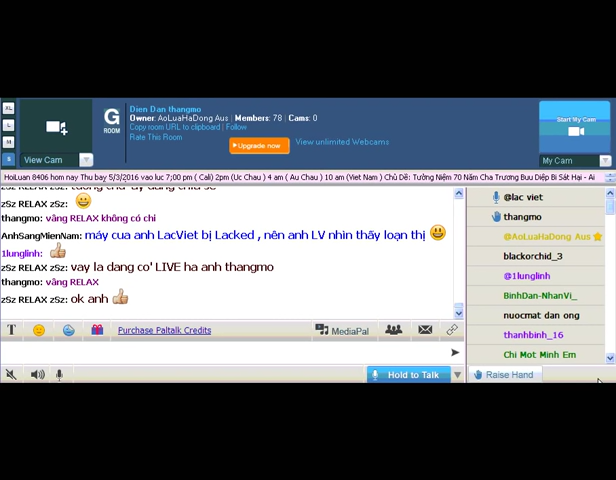 XL
L
M
S
View Cam
G
ROOM
Dien Dan thangmo
Owner: AoLuaHaDong Aus | Members: 78 | Cams: 0
Copy room URL to clipboard | Follow
Rate This Room
Upgrade now
View unlimited Webcams
Start My Cam
My Cam
HoiLuan 8406 hom nay Thu bay 5/3/2016 vao luc 7;00 pm ( Cali) 2pm (Uc Chau ) 4 am ( Au Chau ) 10 am (Viet Nam ) Chủ Đề: Tường Niệm 70 Năm Cha Trương Bưu Diệp Bi Sát Hại - Ai
zSz RELAX zSz:
thangmo: vâng RELAX không có chi
AnhSangMienNam: máy cua anh LacViet bị Lacked , nên anh LV nhìn thấy loạn thị
1lunglinh:
zSz RELAX zSz: vay la dang co' LIVE ha anh thangmo
thangmo: vâng RELAX
zSz RELAX zSz: ok anh
@lac viet
thangmo
@AoLuaHaDong Aus
blackorchid_3
@1lunglinh
BinhDan-NhanVi_
nuocmat dan ong
thanhbinh_16
Chi Mot Minh Em
T
Purchase Paltalk Credits
MediaPal
Hold to Talk
Raise Hand